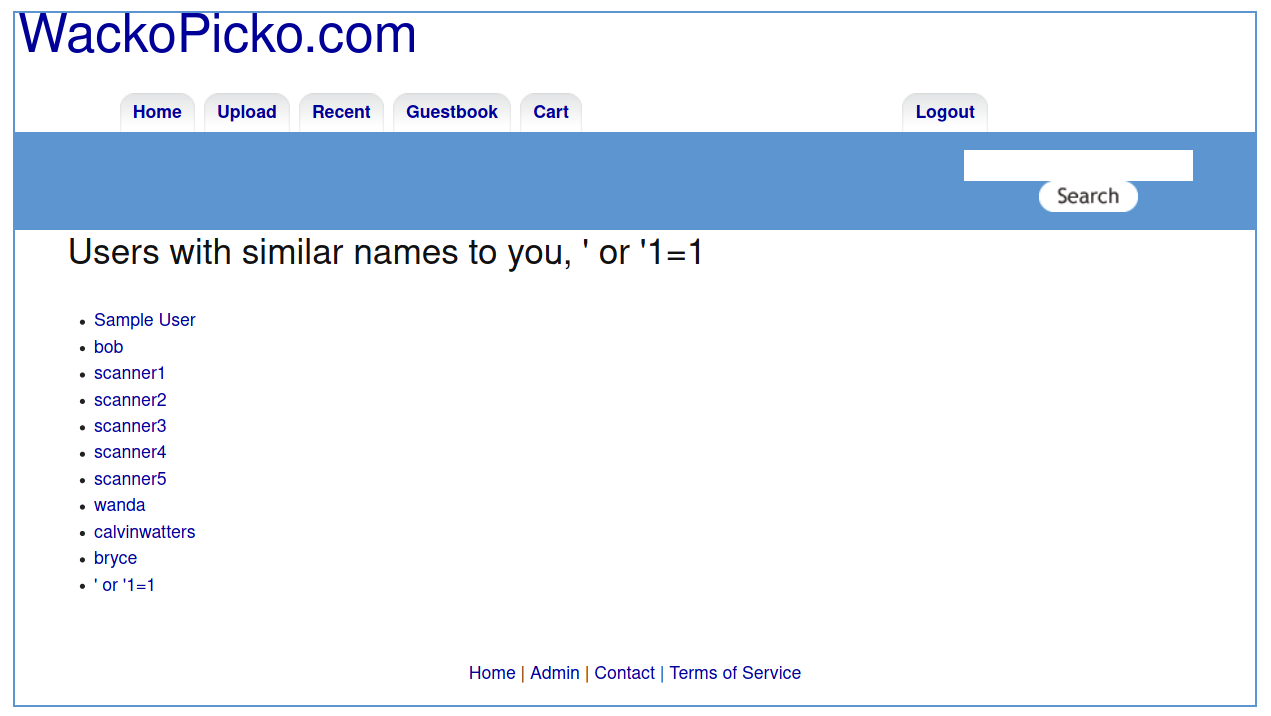 WackoPicko.com
Home Upload Recent Guestbook Cart Logout
Search
Users with similar names to you, ' or '1=1
Sample User
bob
scanner1
scanner2
scanner3
scanner4
scanner5
wanda
calvinwatters
bryce
' or '1=1
Home | Admin | Contact | Terms of Service